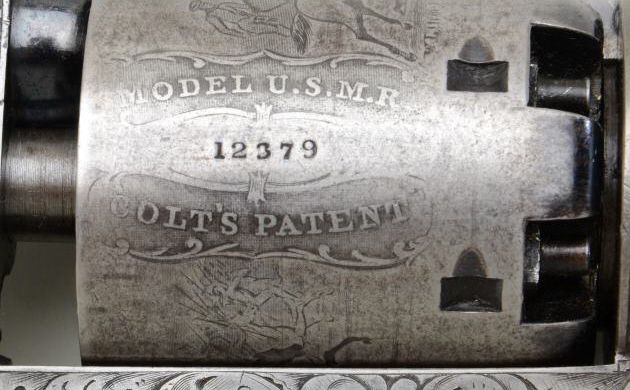 MODEL U.S.M.R
12379
COLT'S PATENT